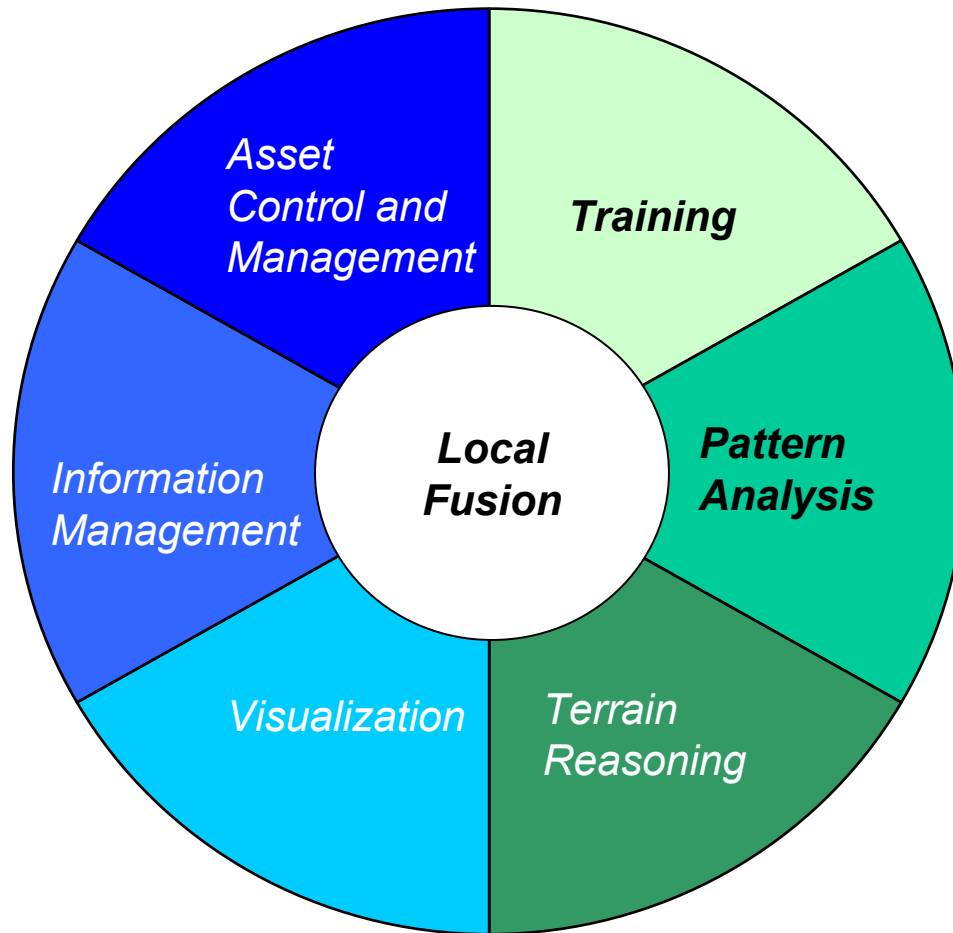 Asset
Control and
Management
Training
Local
Fusion
Pattern
Analysis
Information
Management
Visualization
Terrain
Reasoning